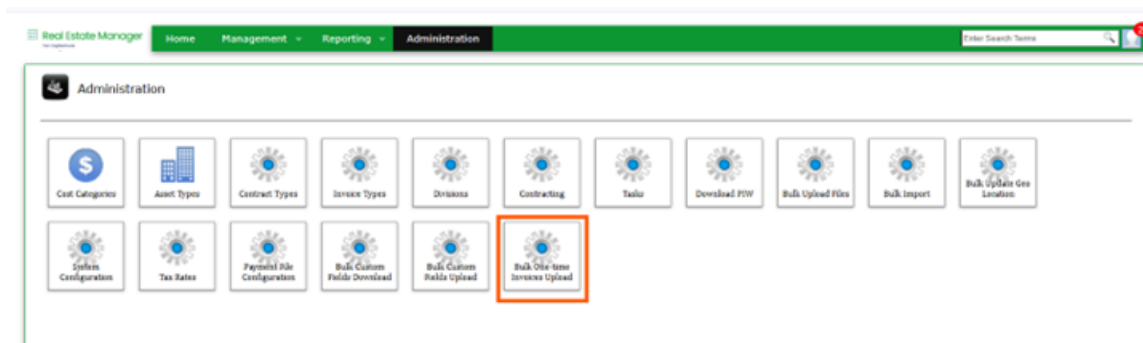 Real Estate Manager
Home
Management
Reporting
Administration
Enter Search Terms
2
Administration
Cost Categories
Asset Types
Contract Types
Invoice Types
Divisions
Contracting
Tasks
Download PIW
Bulk Upload Files
Bulk Import
Bulk Update Geo
Location
System
Configuration
Tax Rates
Payment File
Configuration
Bulk Custom
Fields Download
Bulk Custom
Fields Upload
Bulk One-time
Invoices Upload